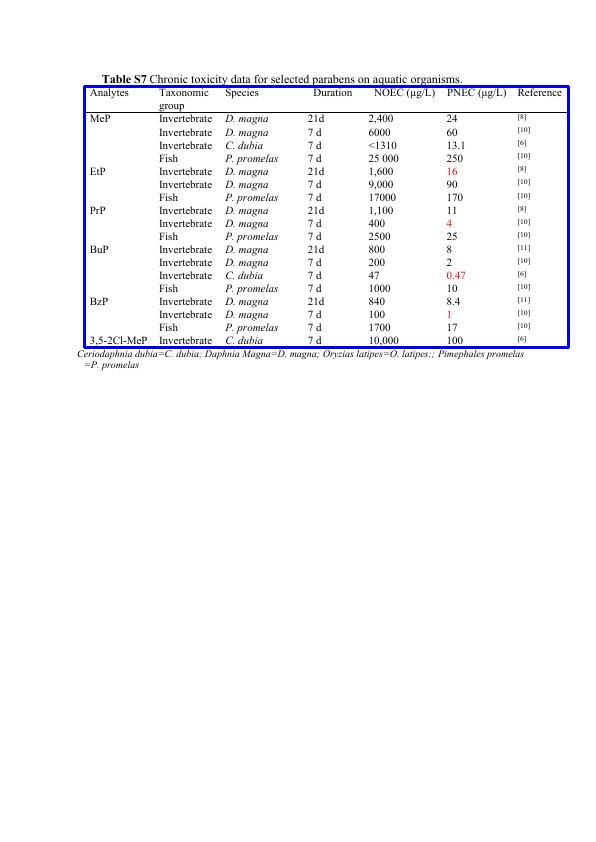 Table S7 Chronic toxicity data for selected parabens on aquatic organisms.
Analytes Taxonomic group Species Duration NOEC (μg/L) PNEC (μg/L) Reference
MeP Invertebrate D. magna 21d 2,400 24 [8]
Invertebrate D. magna 7 d 6000 60 [10]
Invertebrate C. dubia 7 d <1310 13.1 [6]
Fish P. promelas 7 d 25 000 250 [10]
EtP Invertebrate D. magna 21d 1,600 16 [8]
Invertebrate D. magna 7 d 9,000 90 [10]
Fish P. promelas 7 d 17000 170 [10]
PrP Invertebrate D. magna 21d 1,100 11 [8]
Invertebrate D. magna 7 d 400 4 [10]
Fish P. promelas 7 d 2500 25 [10]
BuP Invertebrate D. magna 21d 800 8 [11]
Invertebrate D. magna 7 d 200 2 [10]
Invertebrate C. dubia 7 d 47 0.47 [6]
Fish P. promelas 7 d 1000 10 [10]
BzP Invertebrate D. magna 21d 840 8.4 [11]
Invertebrate D. magna 7 d 100 1 [10]
Fish P. promelas 7 d 1700 17 [10]
3,5-2Cl-MeP Invertebrate C. dubia 7 d 10,000 100 [6]
Ceriodaphnia dubia=C. dubia; Daphnia Magna=D. magna; Oryzias latipes=O. latipes;; Pimephales promelas
=P. promelas